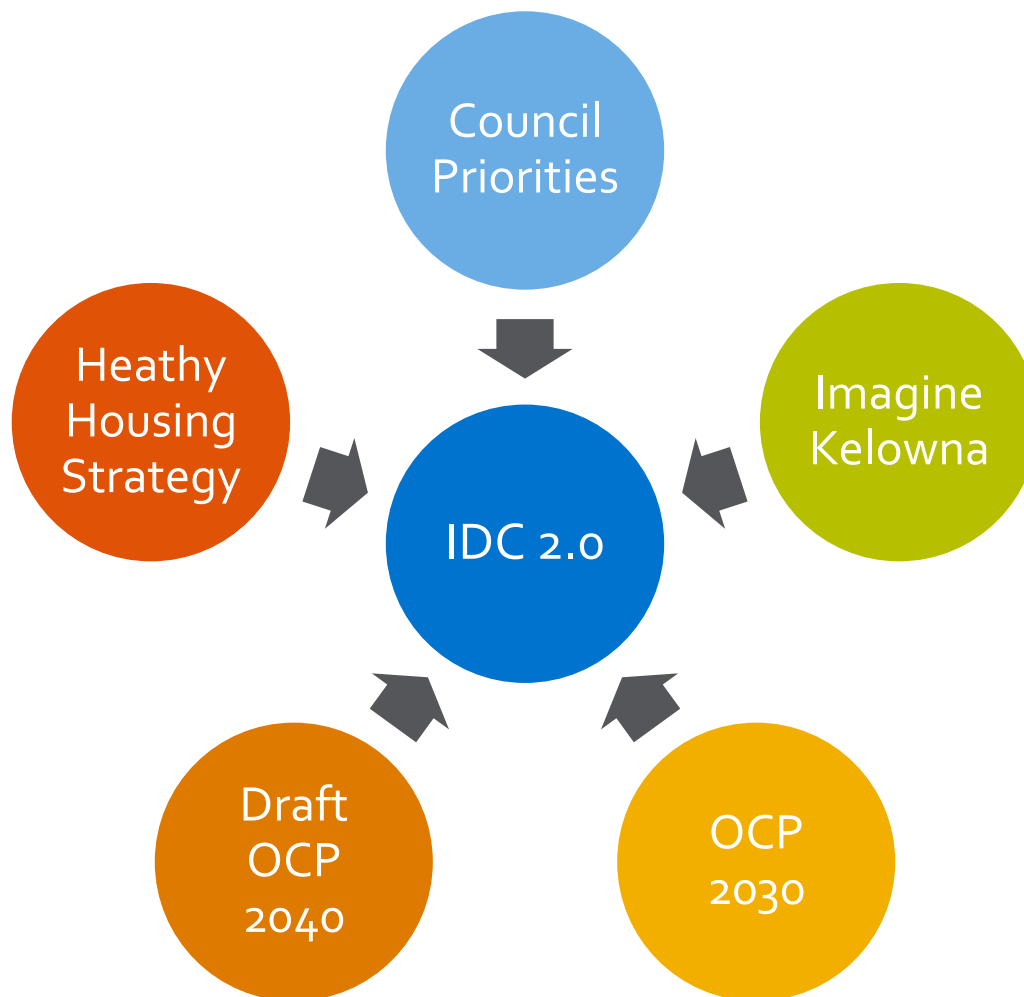 Council
Priorities
Heathy
Housing
Strategy
Imagine
Kelowna
IDC 2.0
Draft
OCP
2040
OCP
2030